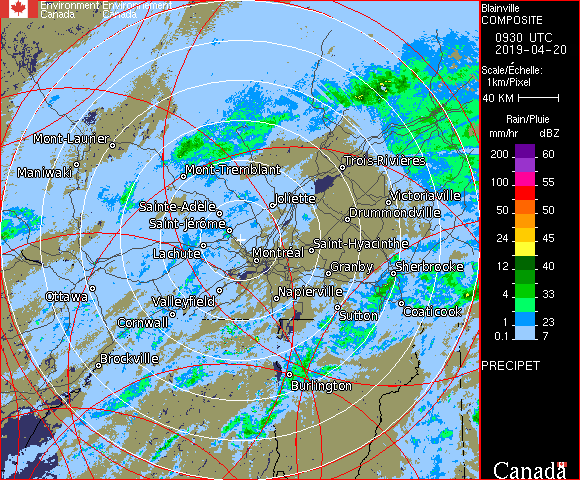 Environment Environnement
Canada Canada
Blainville
COMPOSITE
0930 UTC
2019-04-20
Scale/Échelle:
1km/Pixel
40 KM
Rain/Pluie
mm/hr dBZ
200 60
100 55
50 50
24 45
12 40
4 33
1 23
0.1 7
PRECIPET
Mont-Laurier
Maniwaki
Mont-Tremblant
Trois-Rivières
Joliette
Victoriaville
Sainte-Adèle
Drummondville
Saint-Jérôme
Saint-Hyacinthe
Lachute
Montréal
Granby
Sherbrooke
Ottawa
Valleyfield
Napierville
Cornwall
Sutton
Coaticook
Brockville
Burlington
Canada